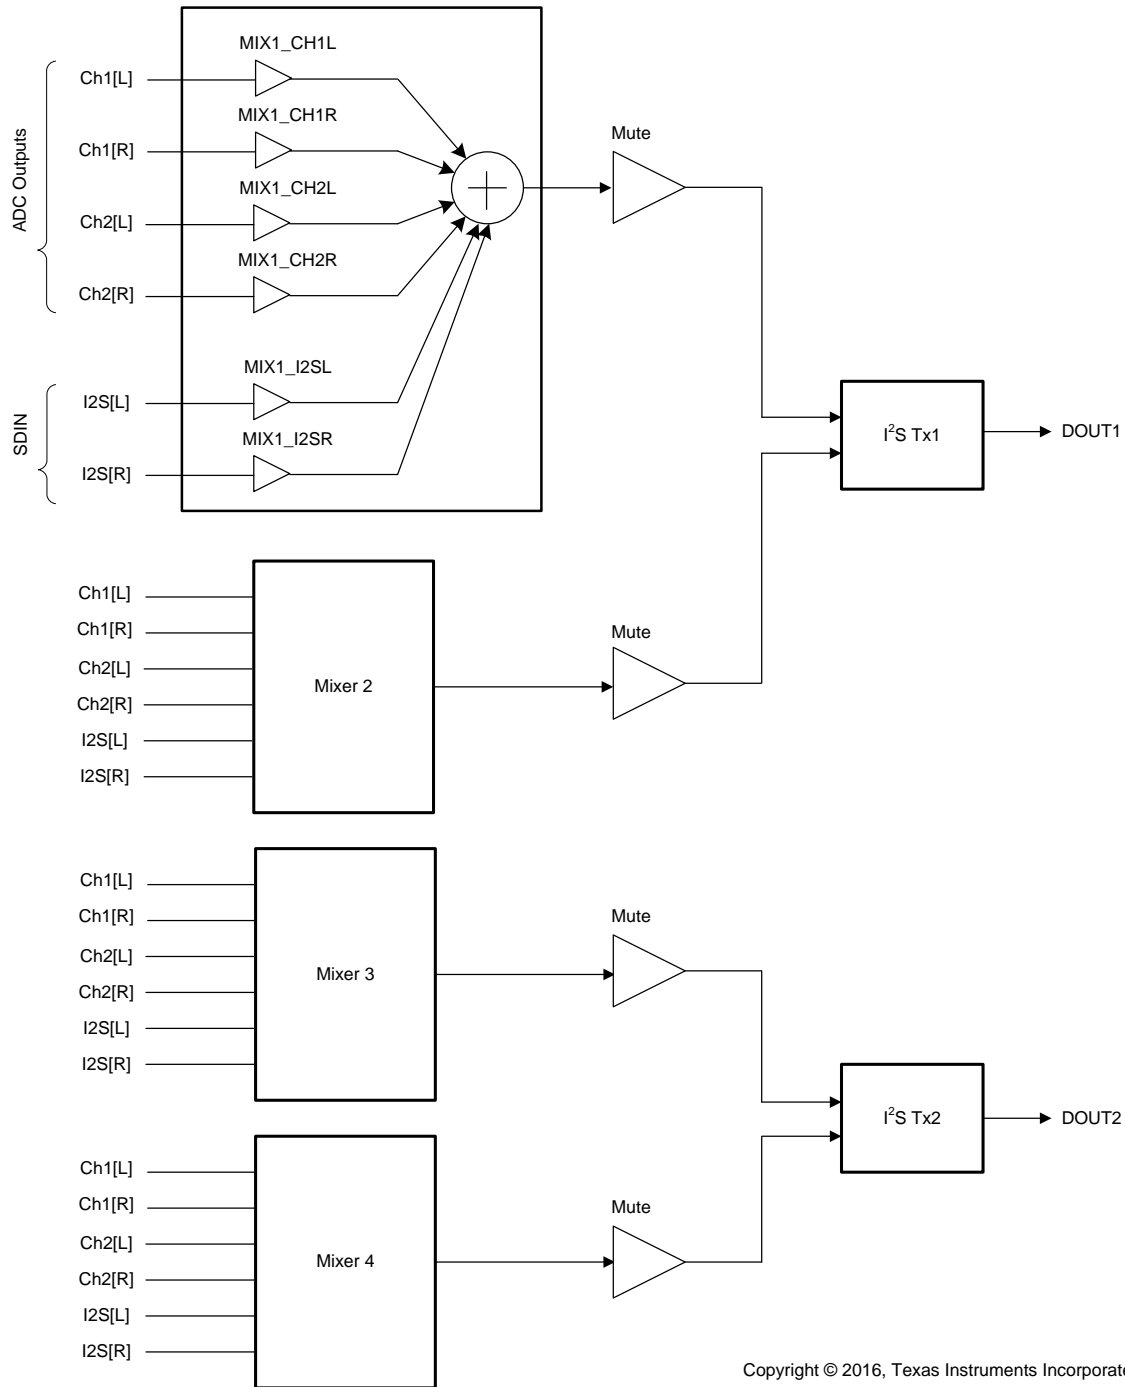 MIX1_CH1L
Ch1[L]
MIX1_CH1R
Ch1[R]
ADC Outputs
MIX1_CH2L
Ch2[L]
MIX1_CH2R
Ch2[R]
Mute
MIX1_I2SL
I2S[L]
SDIN
MIX1_I2SR
I2S[R]
I²S Tx1
DOUT1
Ch1[L]
Ch1[R]
Ch2[L]
Ch2[R]
I2S[L]
I2S[R]
Mixer 2
Mute
Ch1[L]
Ch1[R]
Ch2[L]
Ch2[R]
I2S[L]
I2S[R]
Mixer 3
Mute
I²S Tx2
DOUT2
Ch1[L]
Ch1[R]
Ch2[L]
Ch2[R]
I2S[L]
I2S[R]
Mixer 4
Mute
Copyright © 2016, Texas Instruments Incorporate